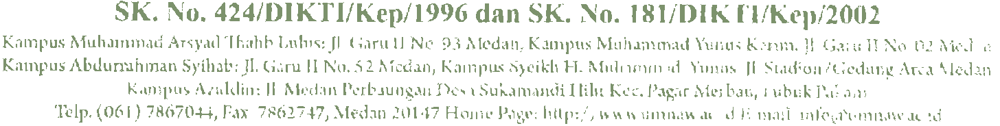 SK. No. 424/DIKTI/Kep/1996 dan SK. No. 181/DIKTI/Kep/2002
Kampus Muhammad Arsyad Thalib Lubis: Jl. Garu II No. 93 Medan, Kampus Muhammad Yunus Karim: Jl. Garu II No. 02 Medan
Kampus Abdurrahman Syihab: Jl. Garu II No. 52 Medan, Kampus Syeikh H. Muhammad Yunus: Jl. Stadion/Gedung Arca Medan
Kampus Azuddin: Jl. Medan Perbaungan Desa Sukamandi Hilir Kec. Pagar Merbau, Lubuk Pakam
Telp. (061) 7867044, Fax. 7862747, Medan 20147 Home Page: http://www.umnaw.ac.id E-mail: info@umnaw.ac.id